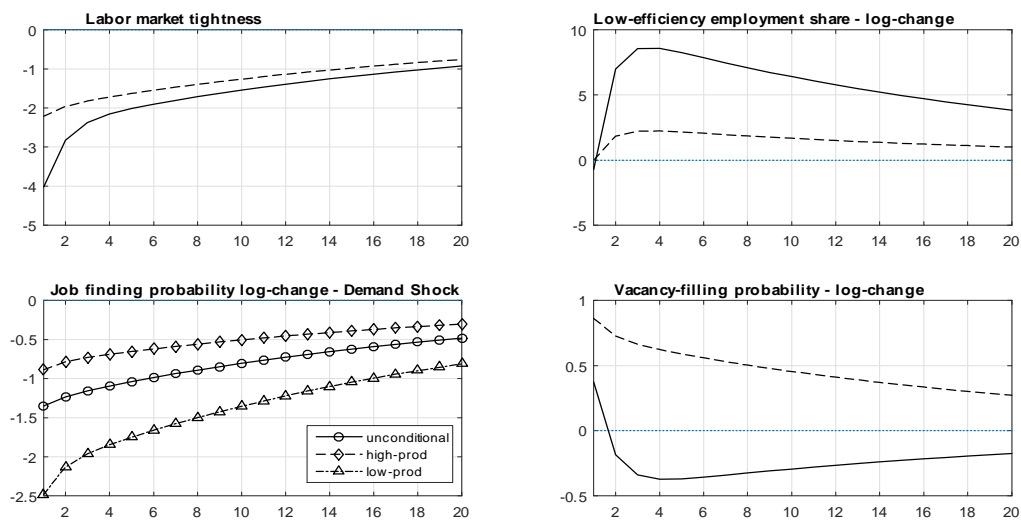 Labor market tightness
0
-1
-2
-3
-4
-5
2 4 6 8 10 12 14 16 18 20
Low-efficiency employment share - log-change
10
5
0
-5
2 4 6 8 10 12 14 16 18 20
Job finding probability log-change - Demand Shock
0
-0.5
-1
-1.5
-2
-2.5
unconditional
high-prod
low-prod
2 4 6 8 10 12 14 16 18 20
Vacancy-filling probability - log-change
1
0.5
0
-0.5
2 4 6 8 10 12 14 16 18 20